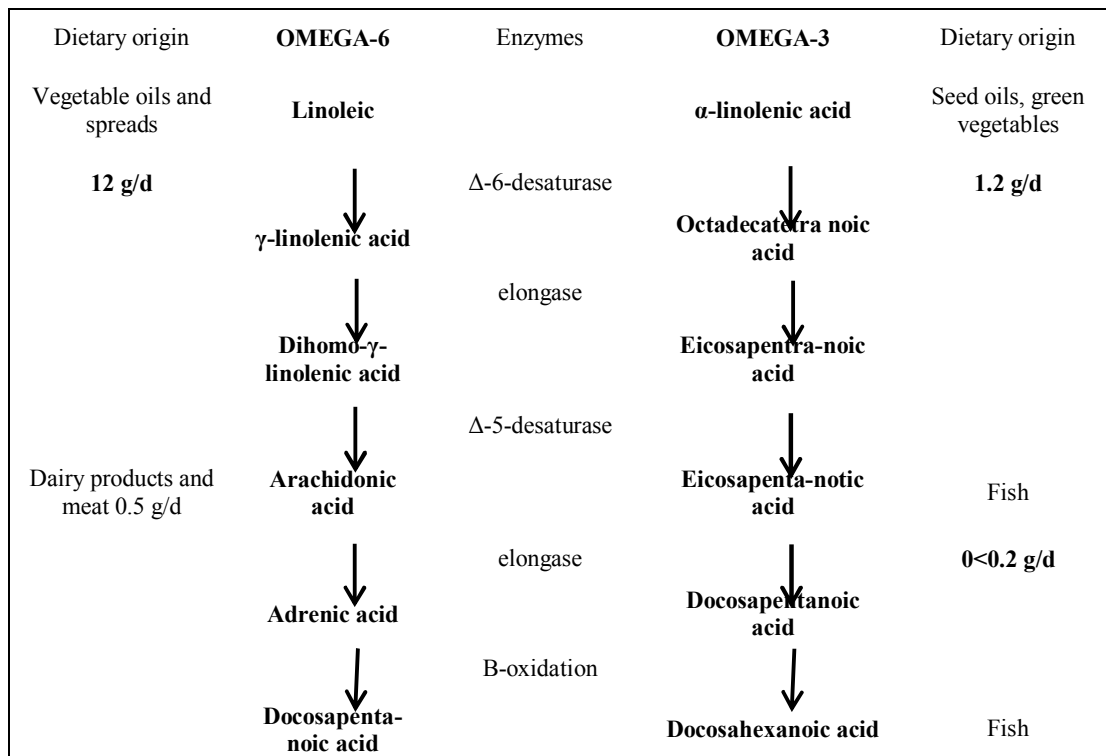 Dietary origin OMEGA-6 Enzymes OMEGA-3 Dietary origin
Vegetable oils and spreads Linoleic α-linolenic acid Seed oils, green vegetables
12 g/d Δ-6-desaturase 1.2 g/d
γ-linolenic acid Octadecatetra noic acid
elongase
Dihomo-γ-linolenic acid Eicosapentra-noic acid
Δ-5-desaturase
Dairy products and meat 0.5 g/d Arachidonic acid Eicosapenta-notic acid Fish
elongase 0<0.2 g/d
Adrenic acid Docosapentanoic acid
B-oxidation
Docosapenta-noic acid Docosahexanoic acid Fish